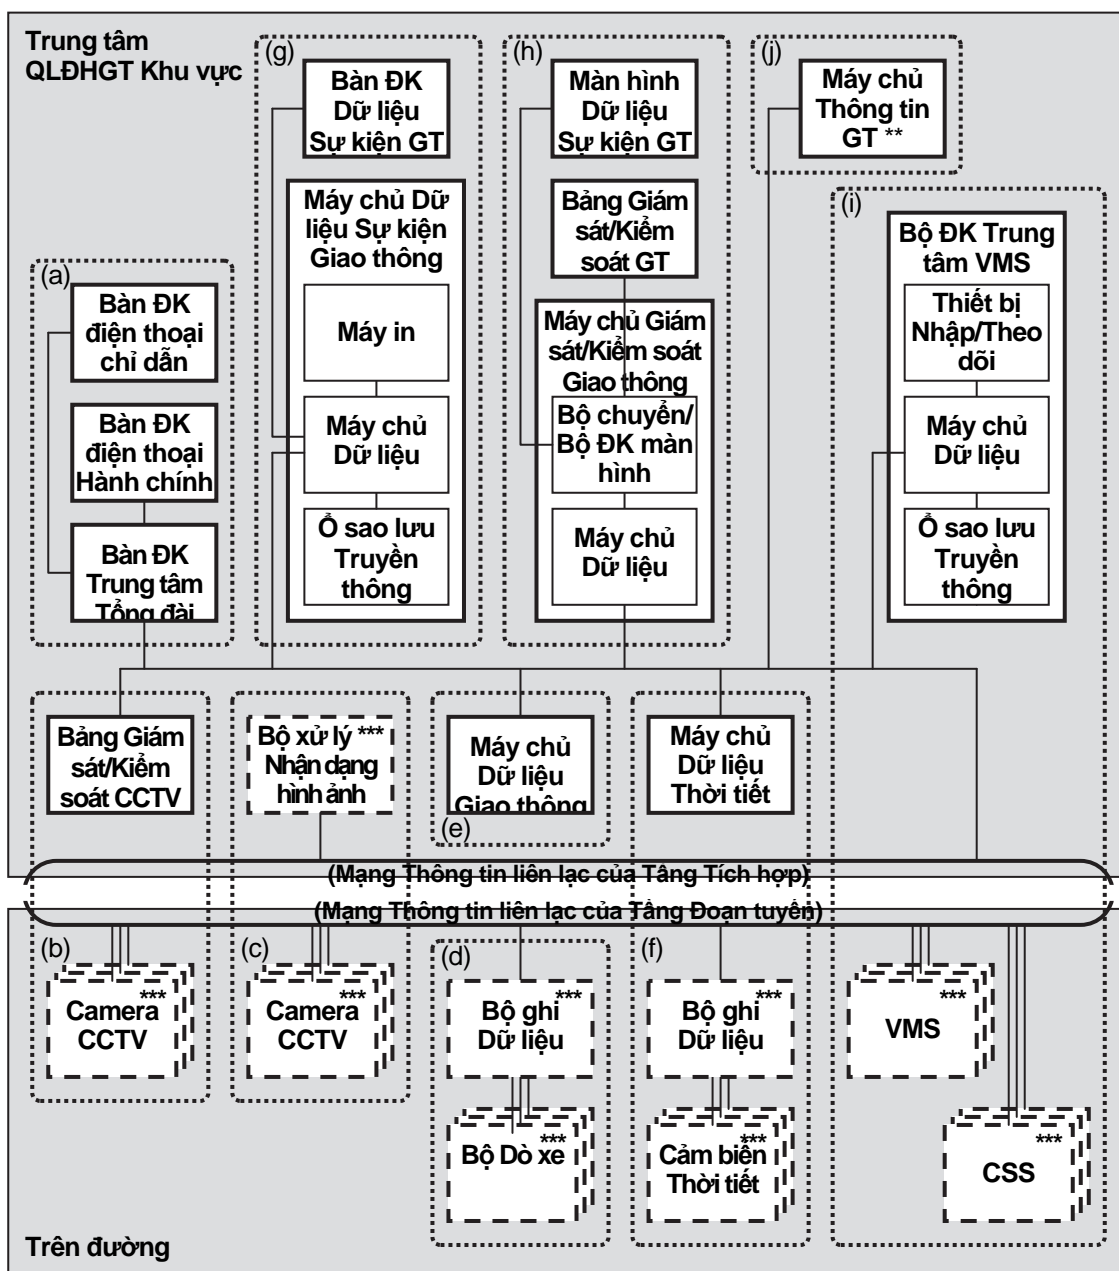 Trung tâm
QLĐHGT Khu vực
(a)
Bàn ĐK
điện thoại
chỉ dẫn
Bàn ĐK
điện thoại
Hành chính
Bàn ĐK
Trung tâm
Tổng đài
(g)
Bàn ĐK
Dữ liệu
Sự kiện GT
Máy chủ Dữ
liệu Sự kiện
Giao thông
Máy in
Máy chủ
Dữ liệu
Ổ sao lưu
Truyền
thông
(h)
Màn hình
Dữ liệu
Sự kiện GT
Bảng Giám
sát/Kiểm
soát GT
Máy chủ Giám
sát/Kiểm soát
Giao thông
Bộ chuyển/
Bộ ĐK màn
hình
Máy chủ
Dữ liệu
(j)
Máy chủ
Thông tin
GT **
(i)
Bộ ĐK Trung
tâm VMS
Thiết bị
Nhập/Theo
dõi
Máy chủ
Dữ liệu
Ổ sao lưu
Truyền
thông
Bảng Giám
sát/Kiểm
soát CCTV
Bộ xử lý ***
Nhận dạng
hình ảnh
Máy chủ
Dữ liệu
Giao thông
(e)
Máy chủ
Dữ liệu
Thời tiết
(Mạng Thông tin liên lạc của Tầng Tích hợp)
(Mạng Thông tin liên lạc của Tầng Đoạn tuyến)
(b)
***
Camera
CCTV
(c)
***
Camera
CCTV
(d)
***
Bộ ghi
Dữ liệu
***
Bộ Dò xe
(f)
***
Bộ ghi
Dữ liệu
***
Cảm biến
Thời tiết
***
VMS
***
CSS
Trên đường